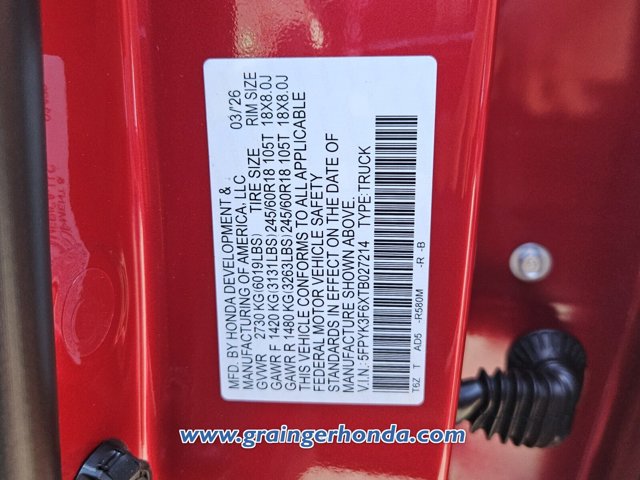 MFD. BY HONDA DEVELOPMENT & 03/26
MANUFACTURING OF AMERICA, LLC
GVWR 2730 KG(6019LBS) TIRE SIZE RIM SIZE
GAWR F 1420 KG(3131LBS)245/60R18 105T 18X8.0J
GAWR R 1480 KG(3263LBS)245/60R18 105T 18X8.0J
THIS VEHICLE CONFORMS TO ALL APPLICABLE
FEDERAL MOTOR VEHICLE SAFETY
STANDARDS IN EFFECT ON THE DATE OF
MANUFACTURE SHOWN ABOVE.
V.I.N.: 5FPYK3F6XTB027214 TYPE:TRUCK
T6Z T AD5 -R580M -R -B
www.graingerhonda.com